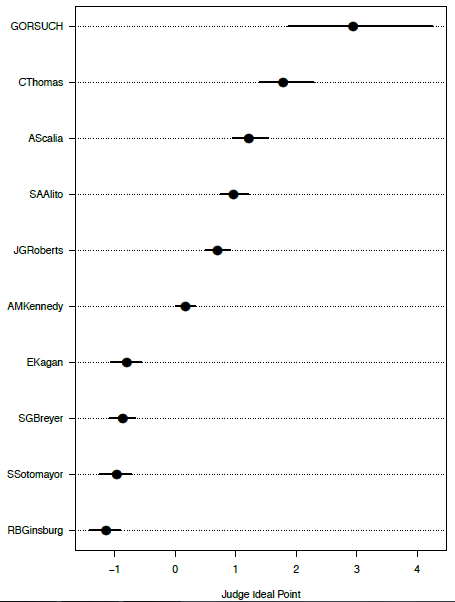 GORSUCH
CThomas
AScalia
SAAlito
JGRoberts
AMKennedy
EKagan
SGBreyer
SSotomayor
RBGinsburg
−1 0 1 2 3 4
Judge Ideal Point